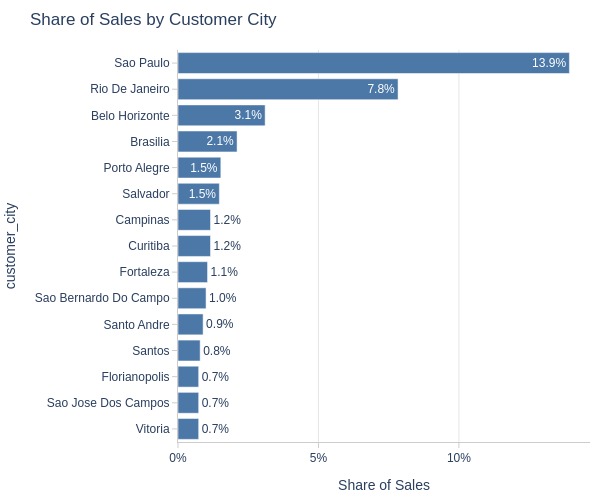 Share of Sales by Customer City
Sao Paulo 13.9%
Rio De Janeiro 7.8%
Belo Horizonte 3.1%
Brasilia 2.1%
Porto Alegre 1.5%
Salvador 1.5%
Campinas 1.2%
Curitiba 1.2%
Fortaleza 1.1%
Sao Bernardo Do Campo 1.0%
Santo Andre 0.9%
Santos 0.8%
Florianopolis 0.7%
Sao Jose Dos Campos 0.7%
Vitoria 0.7%
customer_city
0% 5% 10%
Share of Sales